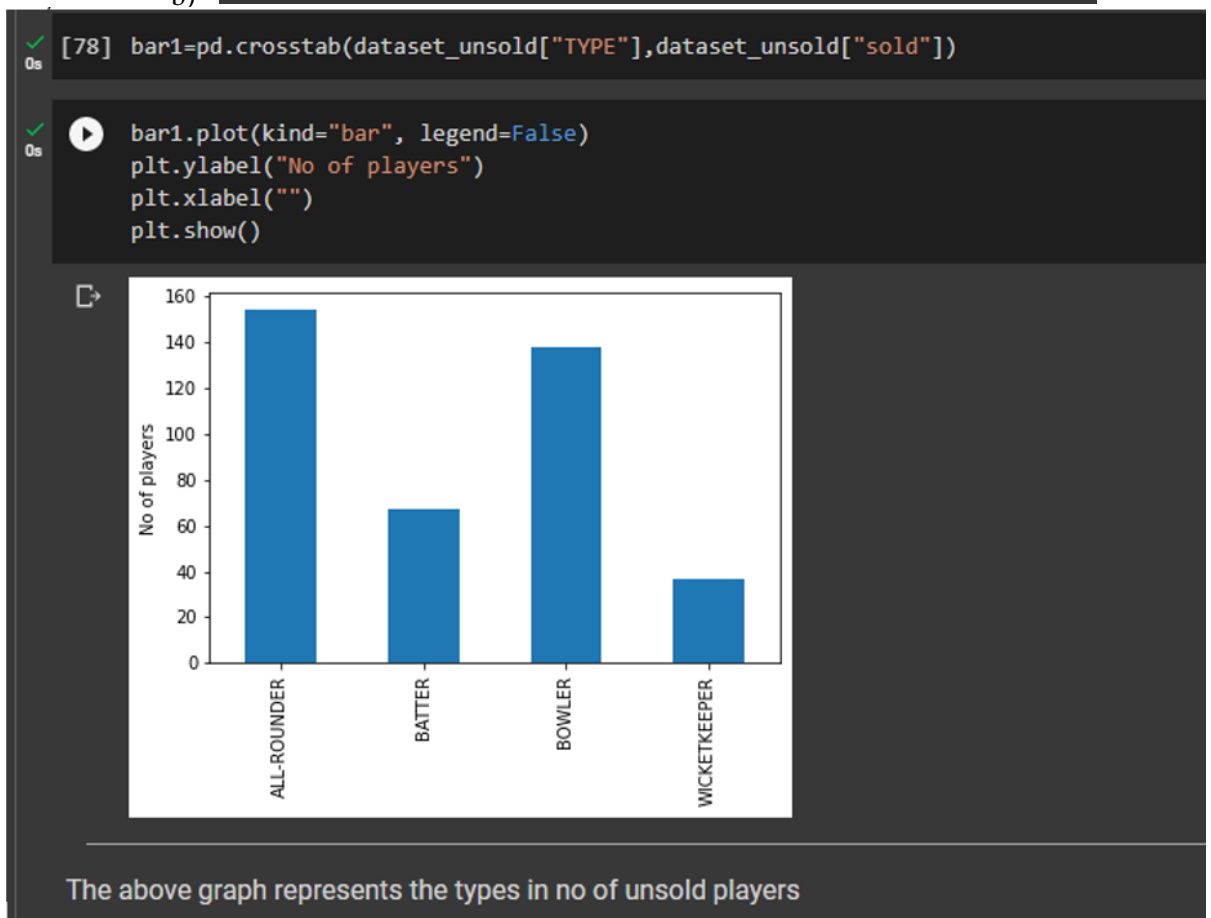 b)
[78] bar1=pd.crosstab(dataset_unsold["TYPE"],dataset_unsold["sold"])
0s
bar1.plot(kind="bar", legend=False)
0s
plt.ylabel("No of players")
plt.xlabel("")
plt.show()
160
140
120
100
80
60
40
20
0
No of players
ALL-ROUNDER
BATTER
BOWLER
WICKETKEEPER
The above graph represents the types in no of unsold players